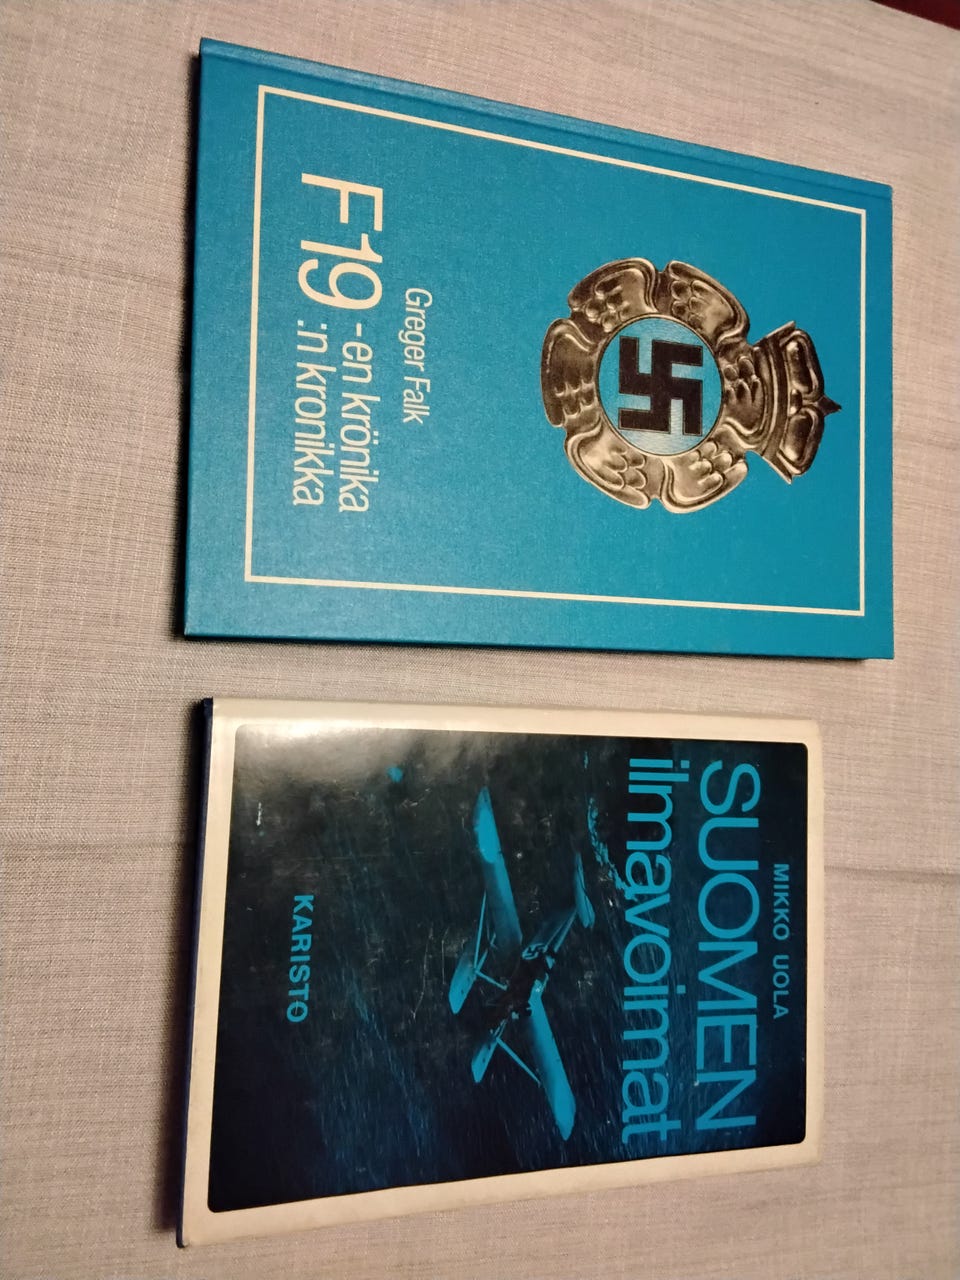 Greger Falk
F19 -en krönika
:n kronikka
MIKKO UOLA
SUOMEN
ilmavoimat
KARISTO